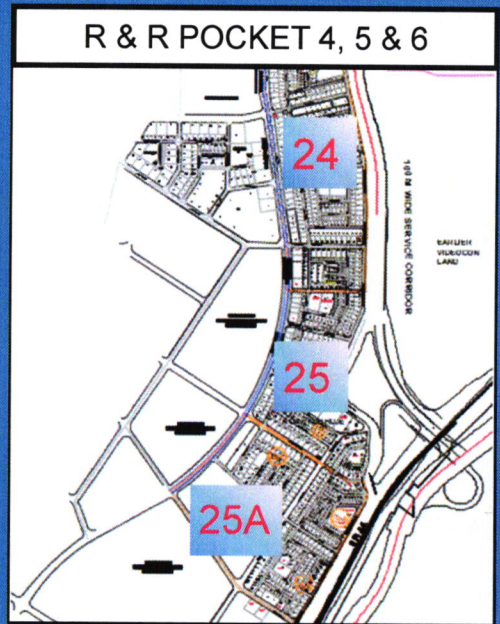 R & R POCKET 4, 5 & 6
24
100 M WIDE SERVICE CORRIDOR
EARLIER
VIDEOCON
LAND
25
25A